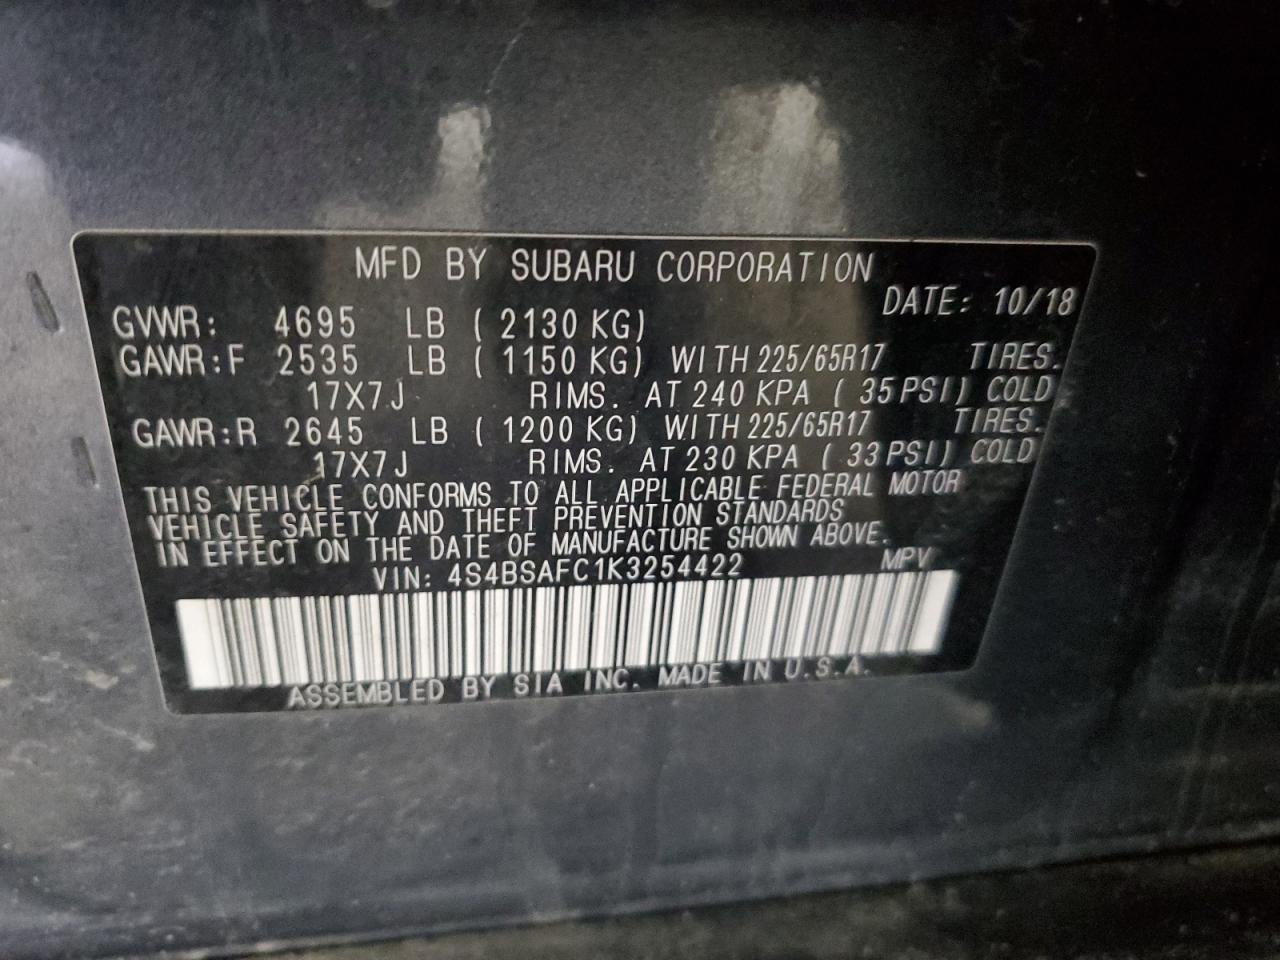 MFD BY SUBARU CORPORATION
DATE: 10/18
GVWR: 4695 LB ( 2130 KG)
GAWR:F 2535 LB ( 1150 KG) WITH 225/65R17 TIRES.
17X7J RIMS. AT 240 KPA ( 35 PSI) COLD
GAWR:R 2645 LB ( 1200 KG) WITH 225/65R17 TIRES.
17X7J RIMS. AT 230 KPA ( 33 PSI) COLD
THIS VEHICLE CONFORMS TO ALL APPLICABLE FEDERAL MOTOR
VEHICLE SAFETY AND THEFT PREVENTION STANDARDS
IN EFFECT ON THE DATE OF MANUFACTURE SHOWN ABOVE.
VIN: 4S4BSAFC1K3254422 MPV
ASSEMBLED BY SIA INC. MADE IN U.S.A.